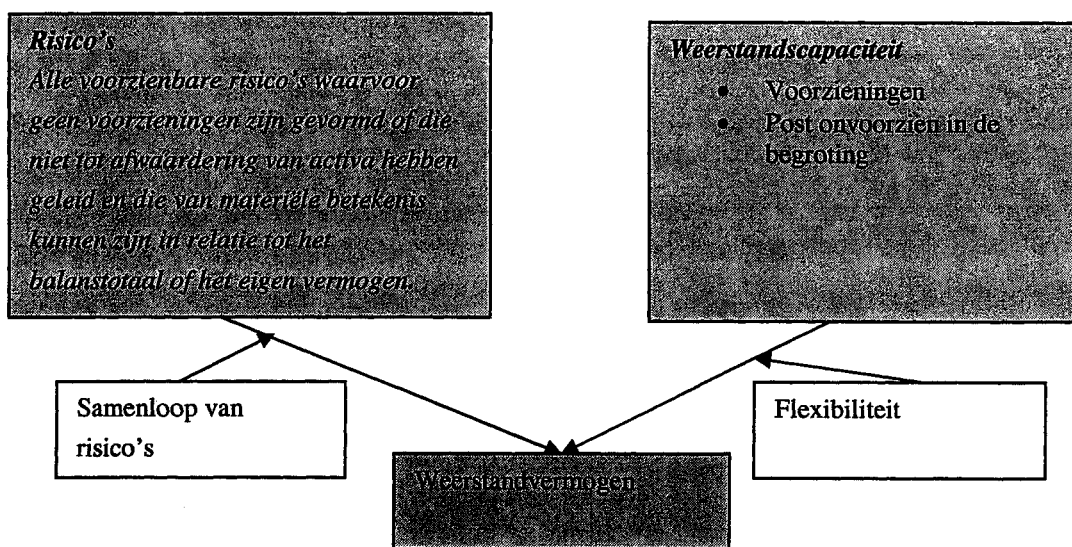 Risico's
Alle voorzienbare risico's waarvoor
geen voorzieningen zijn gevormd of die
niet tot afwaardering van activa hebben
geleid en die van materiële betekenis
kunnen zijn in relatie tot het
balanstotaal of het eigen vermogen.
Weerstandscapaciteit
• Voorzieningen
• Post onvoorzien in de
begroting
Samenloop van
risico's
Flexibiliteit
Weerstandvermogen